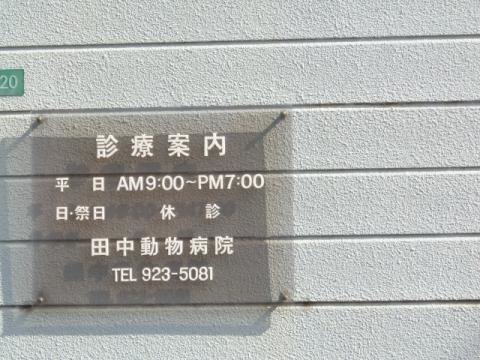 20
診療案内
平日 AM9:00~PM7:00
日・祭日 休診
田中動物病院
TEL 923-5081